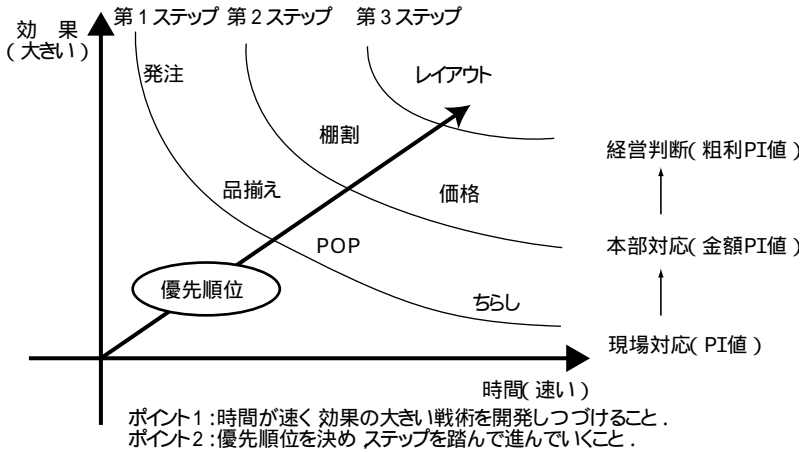 効　果
(大きい)
第1ステップ 第2ステップ 第3ステップ
発注
レイアウト
棚割
経営判断(粗利PI値)
品揃え
価格
POP
本部対応(金額PI値)
優先順位
ちらし
現場対応(PI値)
時間(速い)
ポイント1:時間が速く 効果の大きい戦術を開発しつづけること.
ポイント2:優先順位を決め ステップを踏んで進んでいくこと.